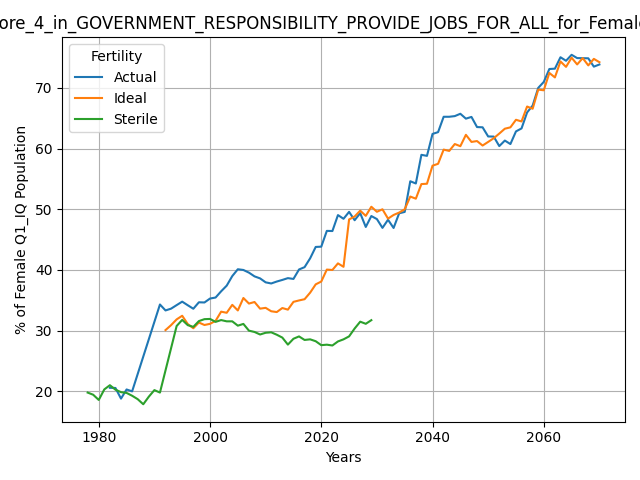 ore_4_in_GOVERNMENT_RESPONSIBILITY_PROVIDE_JOBS_FOR_ALL_for_Female
Fertility
Actual
Ideal
Sterile
% of Female Q1_IQ Population
70
60
50
40
30
20
1980
2000
2020
2040
2060
Years